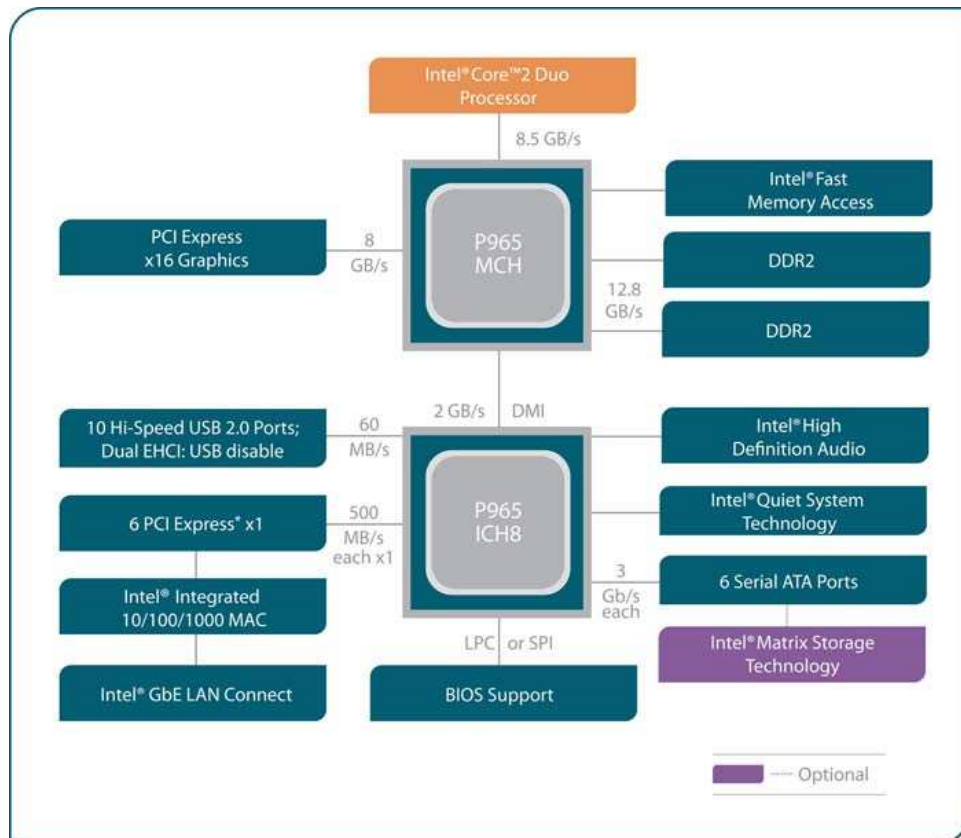 Intel® Core™2 Duo
Processor
8.5 GB/s
Intel® Fast
Memory Access
PCI Express
x16 Graphics
8
GB/s
P965
MCH
DDR2
12.8
GB/s
DDR2
2 GB/s DMI
10 Hi-Speed USB 2.0 Ports;
Dual EHCI: USB disable
60
MB/s
Intel® High
Definition Audio
6 PCI Express* x1
500
MB/s
each x1
P965
ICH8
Intel® Quiet System
Technology
Intel® Integrated
10/100/1000 MAC
3
Gb/s
each
6 Serial ATA Ports
Intel® Matrix Storage
Technology
LPC or SPI
Intel® GbE LAN Connect
BIOS Support
Optional